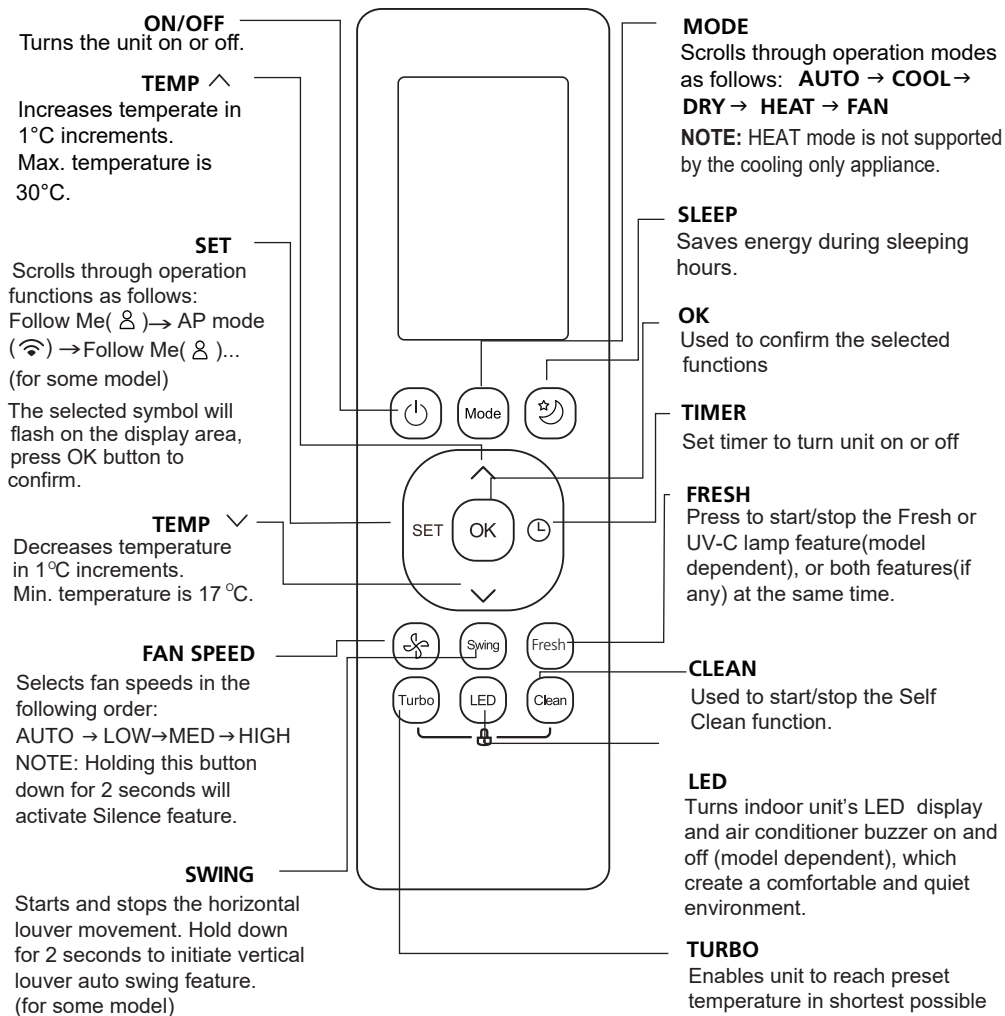 ON/OFF
Turns the unit on or off.
TEMP
Increases temperate in
1°C increments.
Max. temperature is
30°C.
SET
Scrolls through operation
functions as follows:
Follow Me( )→ AP mode
( ) →Follow Me( )...
(for some model)
The selected symbol will
flash on the display area,
press OK button to
confirm.
TEMP
Decreases temperature
in 1°C increments.
Min. temperature is 17 °C.
FAN SPEED
Selects fan speeds in the
following order:
AUTO → LOW→MED→HIGH
NOTE: Holding this button
down for 2 seconds will
activate Silence feature.
SWING
Starts and stops the horizontal
louver movement. Hold down
for 2 seconds to initiate vertical
louver auto swing feature.
(for some model)
Mode
SET
OK
Swing
Fresh
Turbo
LED
Clean
MODE
Scrolls through operation modes
as follows: AUTO → COOL→
DRY→ HEAT → FAN
NOTE: HEAT mode is not supported
by the cooling only appliance.
SLEEP
Saves energy during sleeping
hours.
OK
Used to confirm the selected
functions
TIMER
Set timer to turn unit on or off
FRESH
Press to start/stop the Fresh or
UV-C lamp feature(model
dependent), or both features(if
any) at the same time.
CLEAN
Used to start/stop the Self
Clean function.
LED
Turns indoor unit's LED display
and air conditioner buzzer on and
off (model dependent), which
create a comfortable and quiet
environment.
TURBO
Enables unit to reach preset
temperature in shortest possible